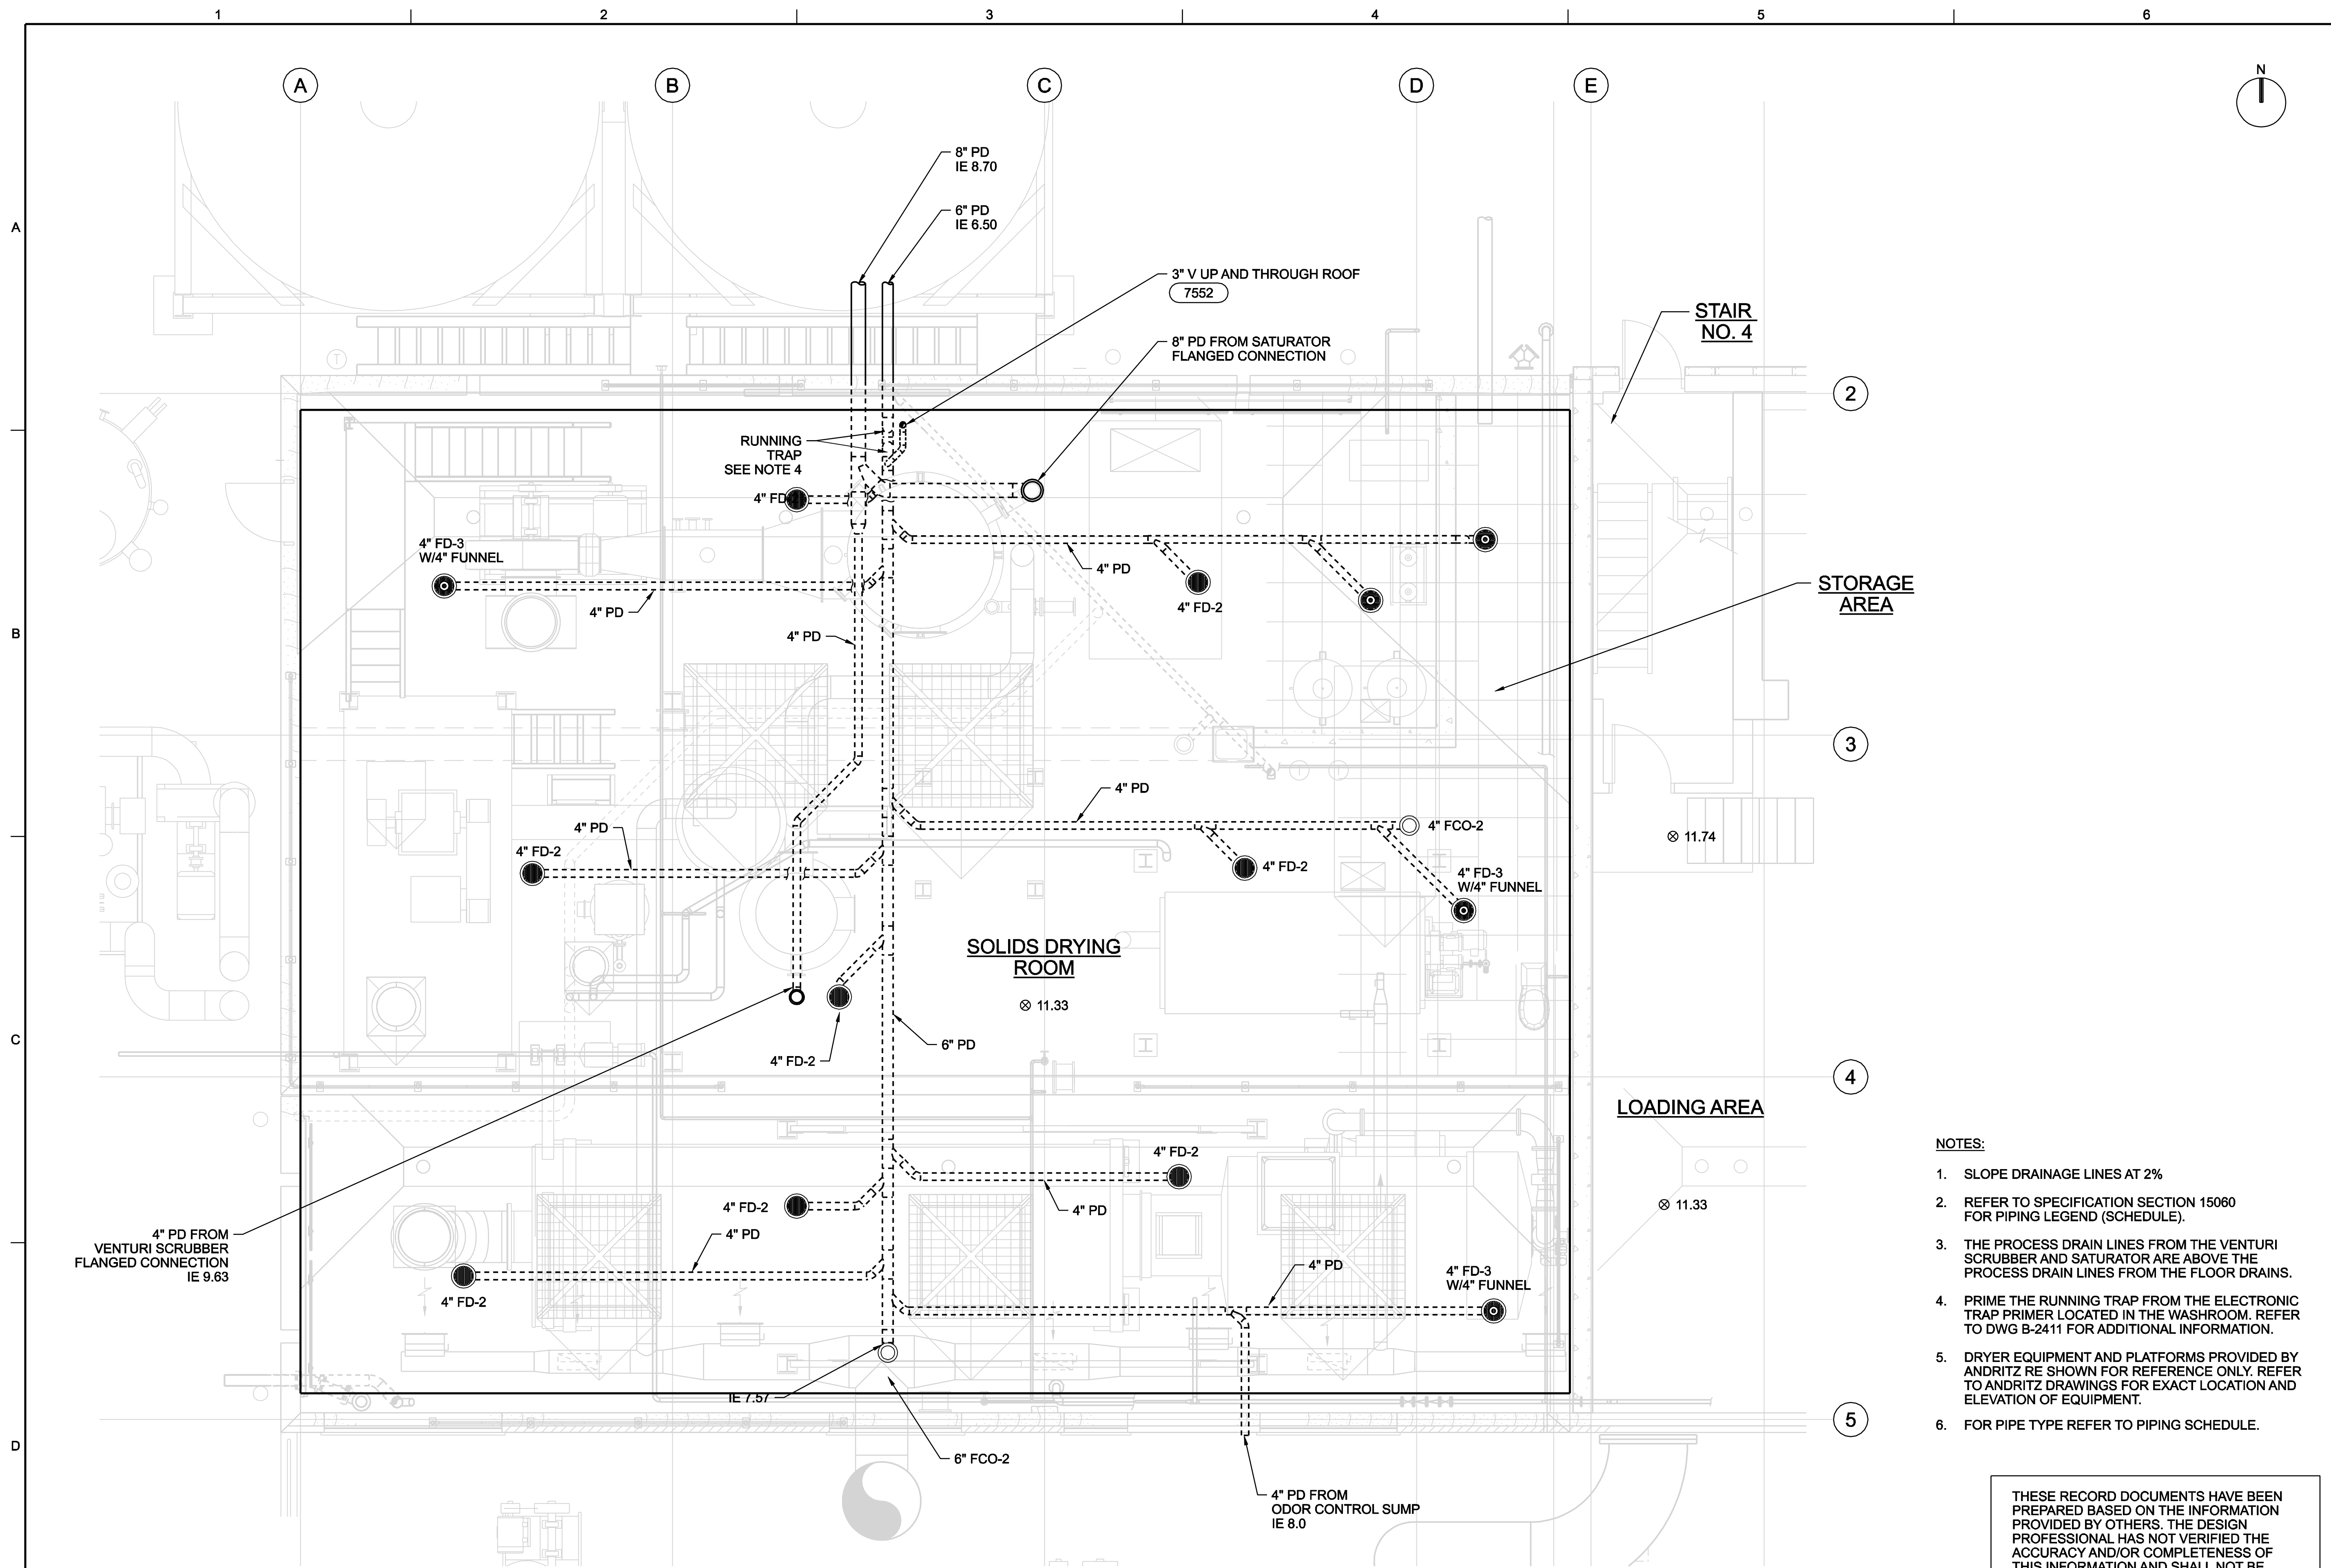 1 2 3 4 5 6
A B C D E
N
8" PD
IE 8.70
6" PD
IE 6.50
A
3" V UP AND THROUGH ROOF
7552
STAIR
NO. 4
8" PD FROM SATURATOR
FLANGED CONNECTION
T
2
RUNNING
TRAP
SEE NOTE 4
4" FD-2
4" FD-3
W/4" FUNNEL
4" PD
4" PD
4" FD-2
STORAGE
AREA
B
4" PD
3
4" PD
4" PD
4" FCO-2
11.74
4" FD-2
4" FD-2
4" FD-3
W/4" FUNNEL
SOLIDS DRYING
ROOM
11.33
C
6" PD
4" FD-2
4
LOADING AREA
4" FD-2
4" FD-2
4" PD
11.33
4" PD FROM
VENTURI SCRUBBER
FLANGED CONNECTION
IE 9.63
4" PD
4" PD
4" FD-3
W/4" FUNNEL
4" FD-2
IE 7.57
5
D
6" FCO-2
4" PD FROM
ODOR CONTROL SUMP
IE 8.0
NOTES:
1. SLOPE DRAINAGE LINES AT 2%
2. REFER TO SPECIFICATION SECTION 15060
FOR PIPING LEGEND (SCHEDULE).
3. THE PROCESS DRAIN LINES FROM THE VENTURI
SCRUBBER AND SATURATOR ARE ABOVE THE
PROCESS DRAIN LINES FROM THE FLOOR DRAINS.
4. PRIME THE RUNNING TRAP FROM THE ELECTRONIC
TRAP PRIMER LOCATED IN THE WASHROOM. REFER
TO DWG B-2411 FOR ADDITIONAL INFORMATION.
5. DRYER EQUIPMENT AND PLATFORMS PROVIDED BY
ANDRITZ RE SHOWN FOR REFERENCE ONLY. REFER
TO ANDRITZ DRAWINGS FOR EXACT LOCATION AND
ELEVATION OF EQUIPMENT.
6. FOR PIPE TYPE REFER TO PIPING SCHEDULE.
THESE RECORD DOCUMENTS HAVE BEEN
PREPARED BASED ON THE INFORMATION
PROVIDED BY OTHERS. THE DESIGN
PROFESSIONAL HAS NOT VERIFIED THE
ACCURACY AND/OR COMPLETENESS OF
THIS INFORMATION AND SHALL NOT BE